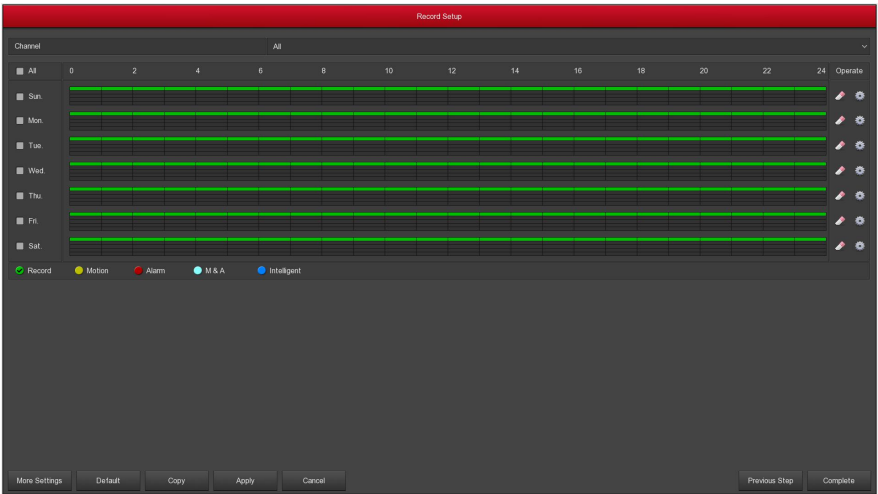 Record Setup
Channel All
All 0 2 4 6 8 10 12 14 16 18 20 22 24 Operate
Sun.
Mon.
Tue.
Wed.
Thu.
Fri.
Sat.
Record Motion Alarm M & A Intelligent
More Settings Default Copy Apply Cancel Previous Step Complete